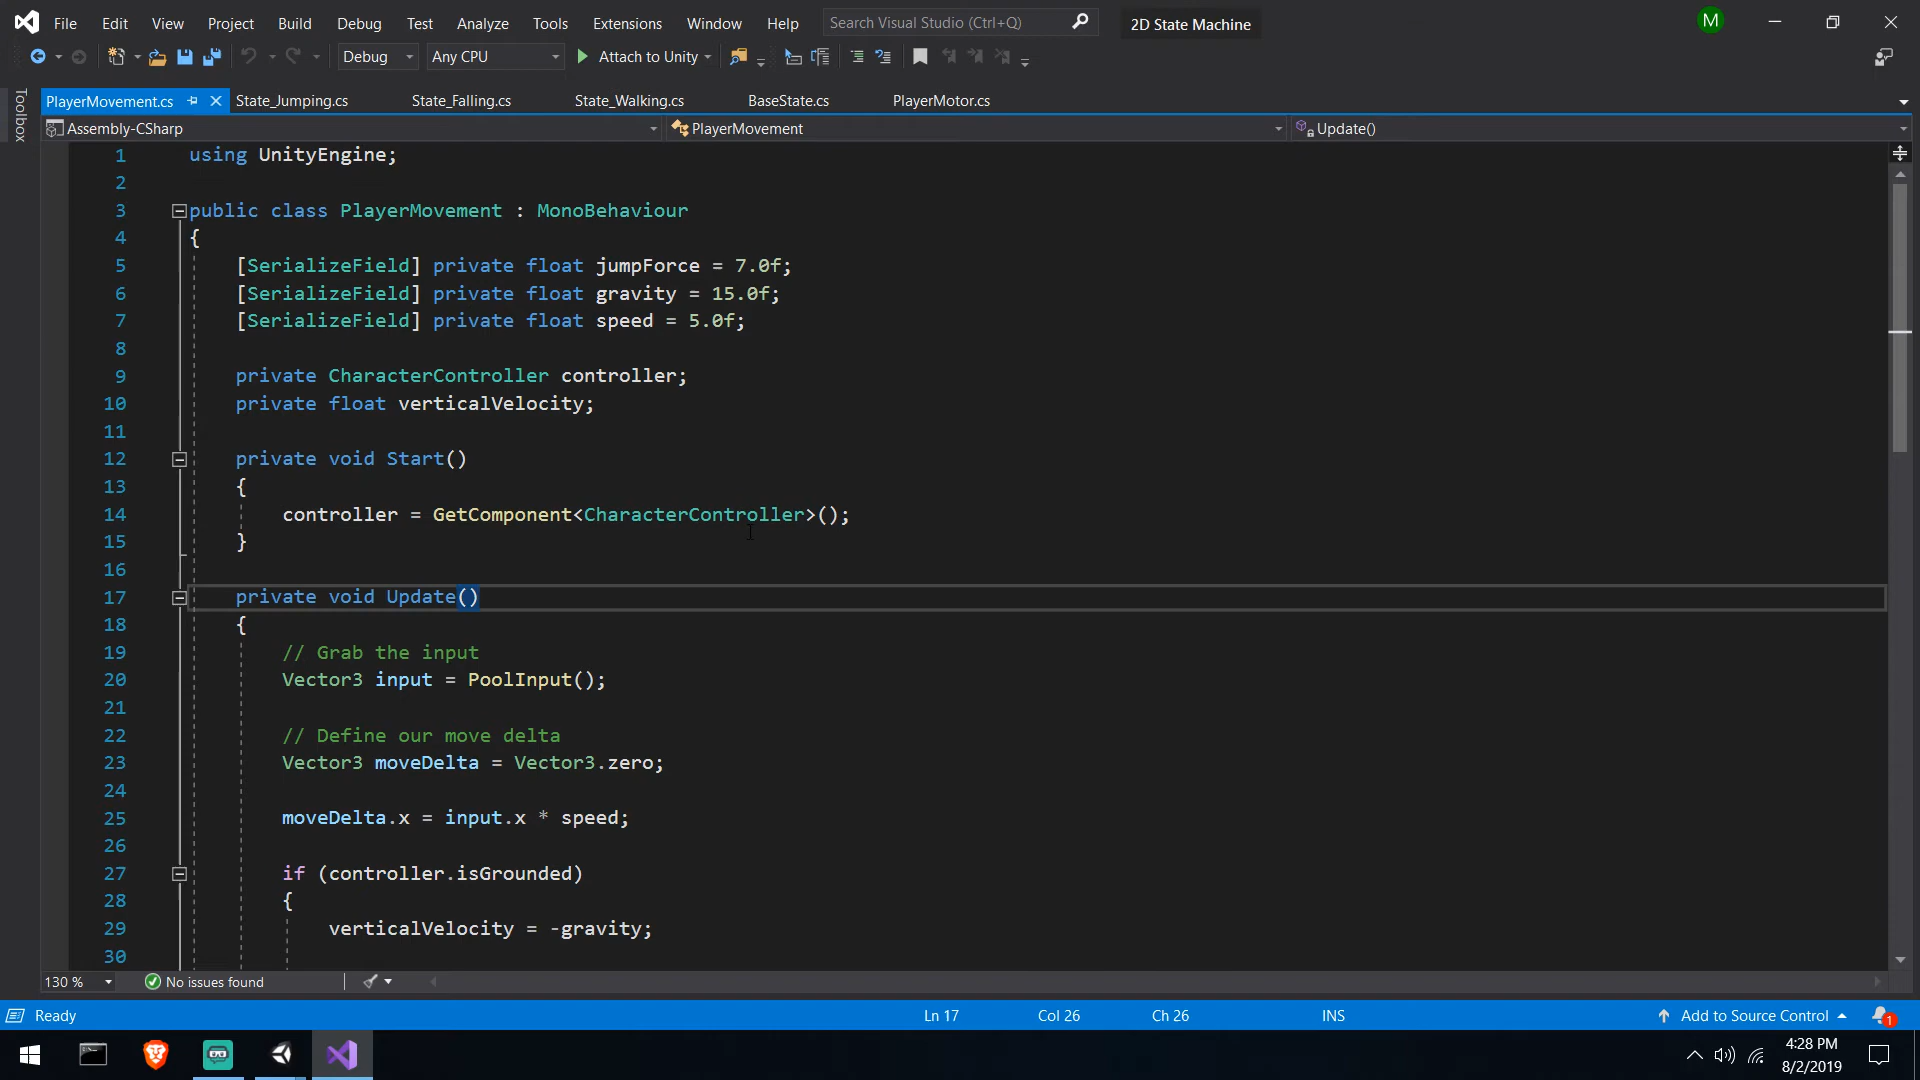 File Edit View Project Build Debug Test Analyze Tools Extensions Window Help Search Visual Studio (Ctrl+Q) 2D State Machine M
Debug Any CPU Attach to Unity
Toolbox
PlayerMovement.cs State_Jumping.cs State_Falling.cs State_Walking.cs BaseState.cs PlayerMotor.cs
Assembly-CSharp PlayerMovement Update()
1 using UnityEngine;
2
3 public class PlayerMovement : MonoBehaviour
4 {
5 [SerializeField] private float jumpForce = 7.0f;
6 [SerializeField] private float gravity = 15.0f;
7 [SerializeField] private float speed = 5.0f;
8
9 private CharacterController controller;
10 private float verticalVelocity;
11
12 private void Start()
13 {
14 controller = GetComponent<CharacterController>();
15 }
16
17 private void Update()
18 {
19 // Grab the input
20 Vector3 input = PoolInput();
21
22 // Define our move delta
23 Vector3 moveDelta = Vector3.zero;
24
25 moveDelta.x = input.x * speed;
26
27 if (controller.isGrounded)
28 {
29 verticalVelocity = -gravity;
30
130 % No issues found
Ready Ln 17 Col 26 Ch 26 INS Add to Source Control 1
4:28 PM
8/2/2019